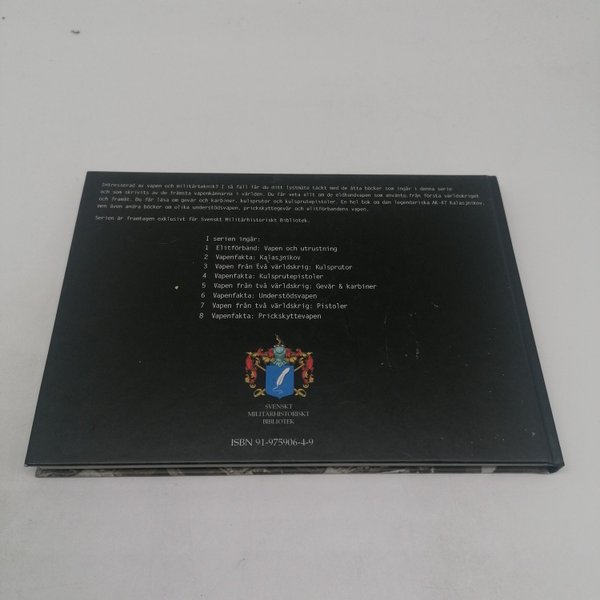 Intresserad av vapen och militärteknik? I så fall får du ditt lystmäte täckt med de åtta böcker som ingår i denna serie
och som skrivits av de främsta vapenkännarna i världen. Du får veta allt om de eldhandvapen som använts från första världskriget
och framåt. Du får läsa om gevär och karbiner, kulsprutor och kulsprutepistoler. En hel bok om den legendariska AK-47 Kalasjnikov,
men även andra böcker om olika understödsvapen, prickskyttegevär och elitförbandens vapen.
Serien är framtagen exklusivt för Svenskt Militärhistoriskt Bibliotek.
I serien ingår:
1 Elitförband: Vapen och utrustning
2 Vapenfakta: Kalasjnikov
3 Vapen från två världskrig: Kulsprutor
4 Vapenfakta: Kulsprutepistoler
5 Vapen från två världskrig: Gevär & karbiner
6 Vapenfakta: Understödsvapen
7 Vapen från två världskrig: Pistoler
8 Vapenfakta: Prickskyttevapen
SVENSKT
MILITÄRHISTORISKT
BIBLIOTEK
ISBN 91-975906-4-9